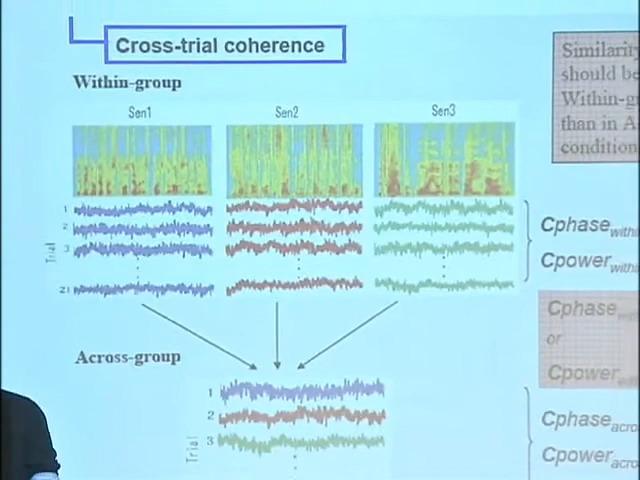 Cross-trial coherence
Similarity
should be
Within-g
than in A
condition
Within-group
Sen1 Sen2 Sen3
1
2
3
Trial
21
Cphase
Cpower
Cphase
or
Cpower
Across-group
1
2
3
Trial
Cphase
Cpower